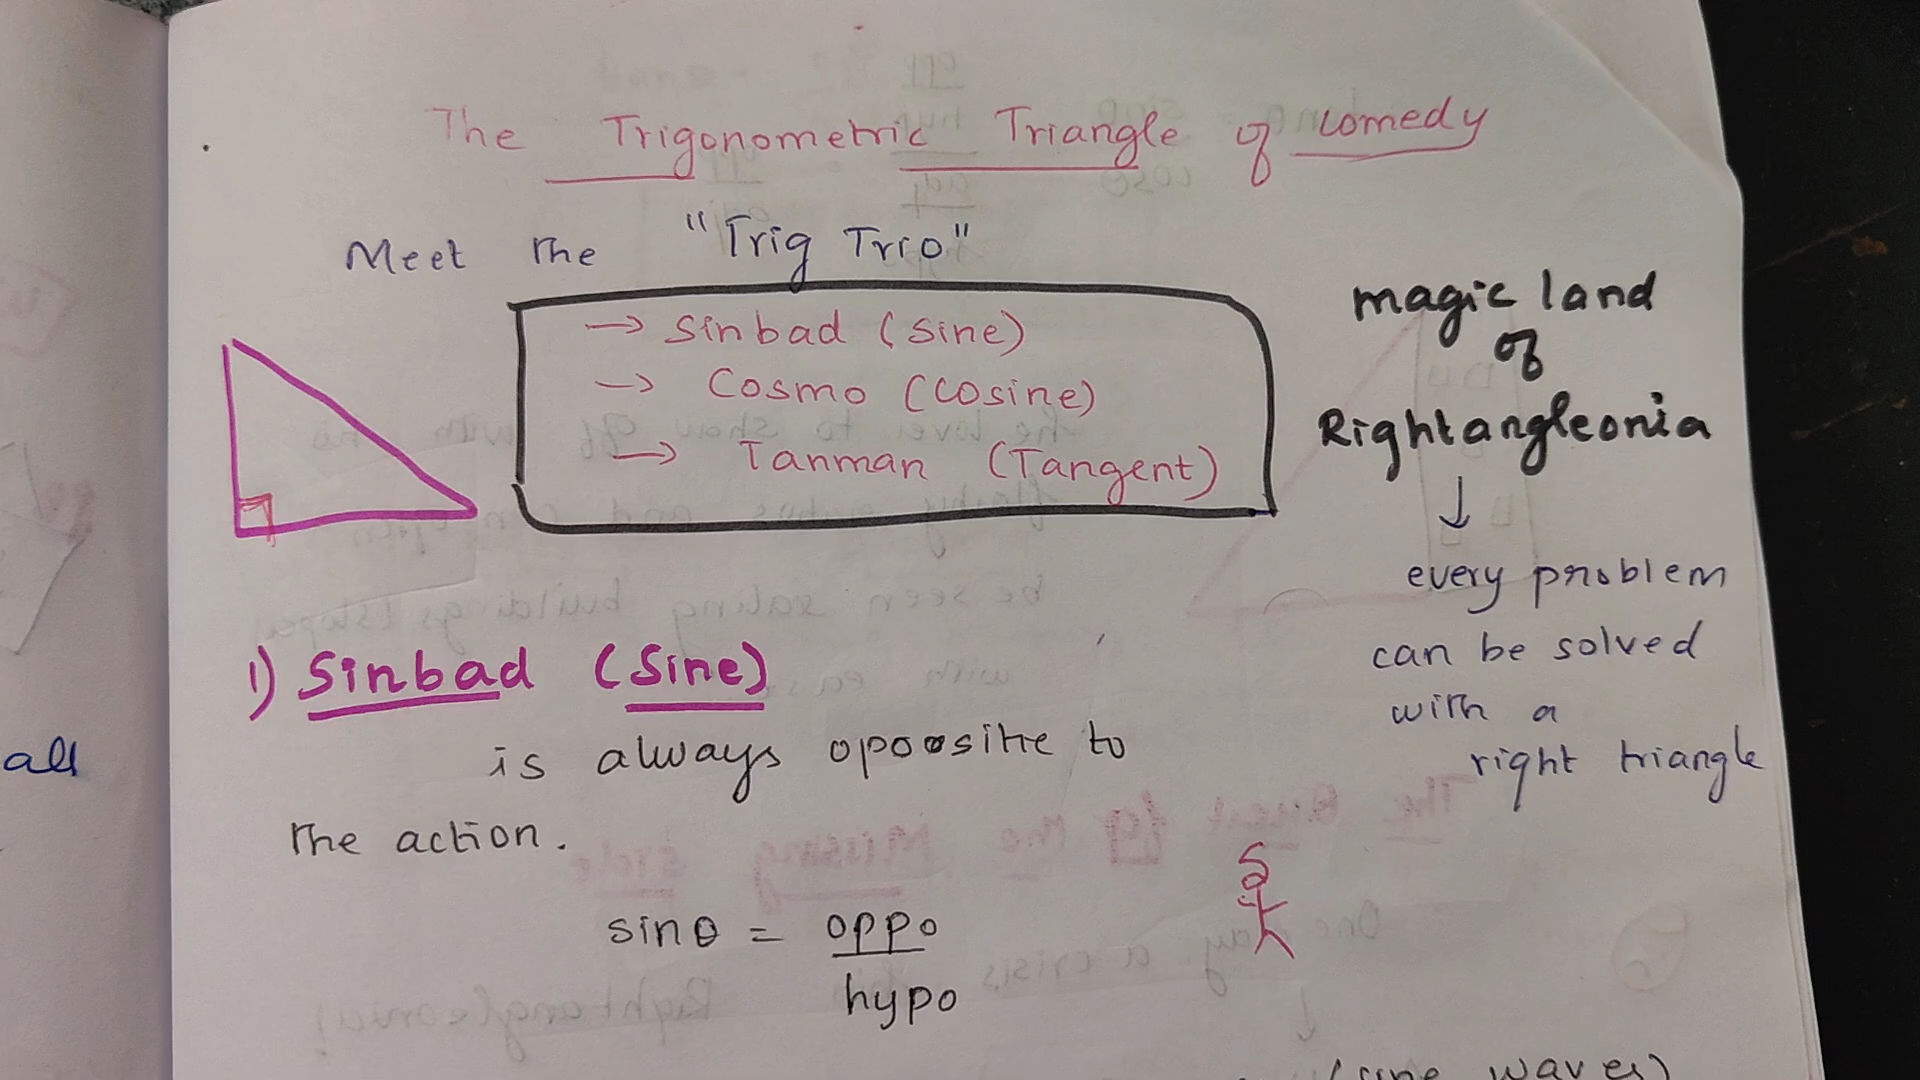 The Trigonometric Triangle of comedy
Meet the "Trig Trio"
→ Sinbad (Sine)
→ Cosmo (Cosine)
→ Tanman (Tangent)
magic land
of
Rightangleonia
↓
every problem
can be solved
with a
right triangle
1) Sinbad (Sine)
is always opoosite to
the action.
sinθ = oppo
hypo
(sine waves)
all